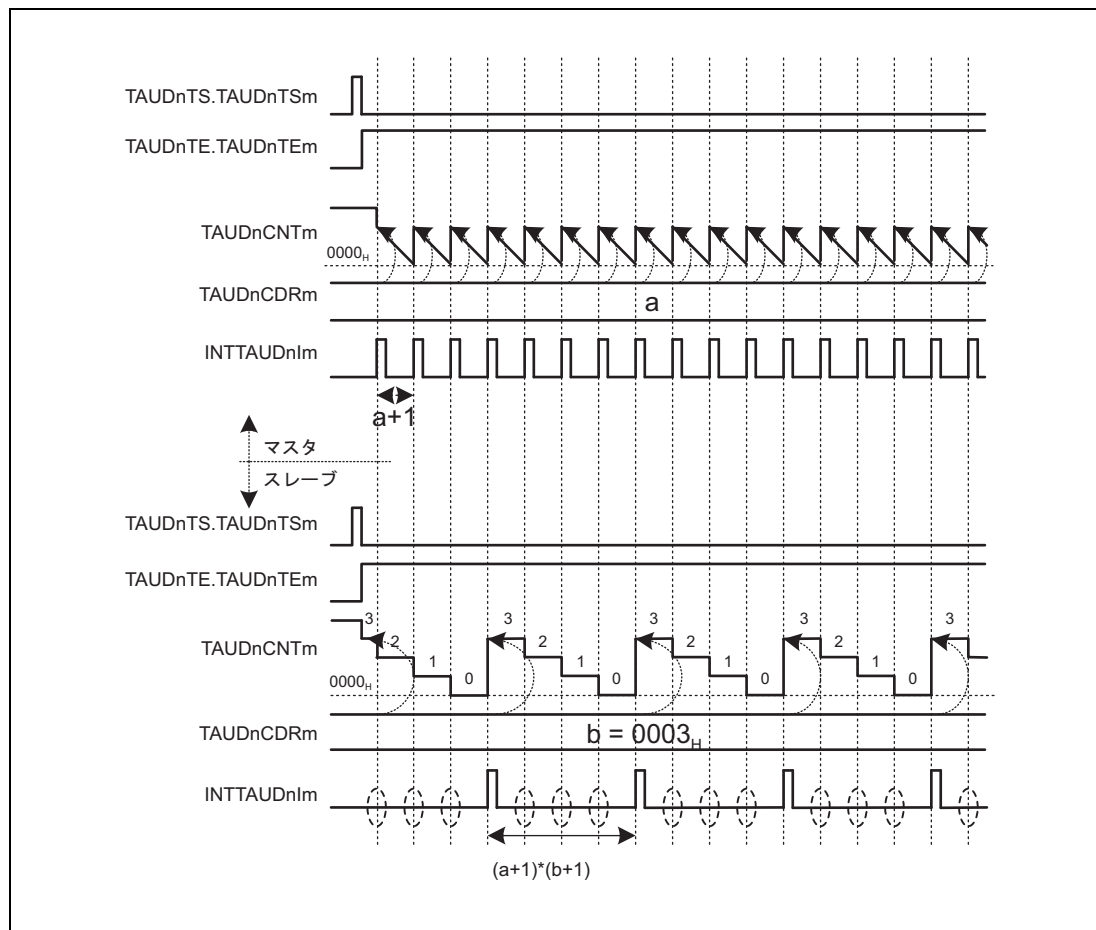 TAUDnTS.TAUDnTSm
TAUDnTE.TAUDnTEm
TAUDnCNTm
0000H
TAUDnCDRm
a
INTTAUDnIm
a+1
マスタ
スレーブ
TAUDnTS.TAUDnTSm
TAUDnTE.TAUDnTEm
3 3 3 3 3
TAUDnCNTm
2 2 2 2
1 1 1 1
0 0 0 0
0000H
TAUDnCDRm
b = 0003H
INTTAUDnIm
(a+1)*(b+1)